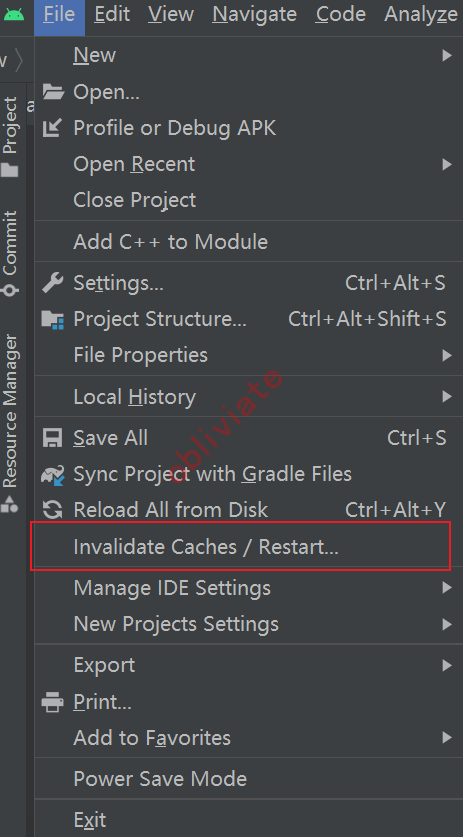 File Edit View Navigate Code Analyze
New
Open...
Profile or Debug APK
Open Recent
Close Project
Add C++ to Module
Settings... Ctrl+Alt+S
Project Structure... Ctrl+Alt+Shift+S
File Properties
Local History
Save All Ctrl+S
Sync Project with Gradle Files
Reload All from Disk Ctrl+Alt+Y
Invalidate Caches / Restart...
Manage IDE Settings
New Projects Settings
Export
Print...
Add to Favorites
Power Save Mode
Exit
Project
Commit
Resource Manager
obliviate